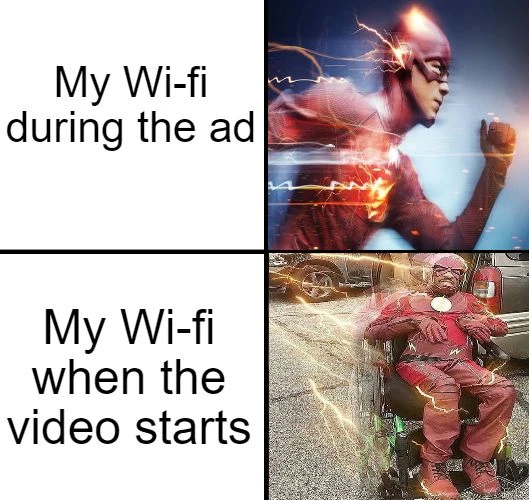 My Wi-fi
during the ad
My Wi-fi
when the
video starts